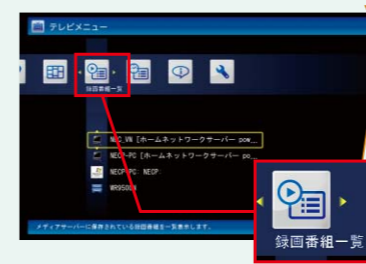 テレビメニュー
録画番組一覧
NEC_VN [ホームネットワークサーバー pow...
NECP-PC [ホームネットワークサーバー po...
NECP-PC: NECP:
WR9500N
メディアサーバーに保存されている録画番組を一覧表示します。
録画番組一覧